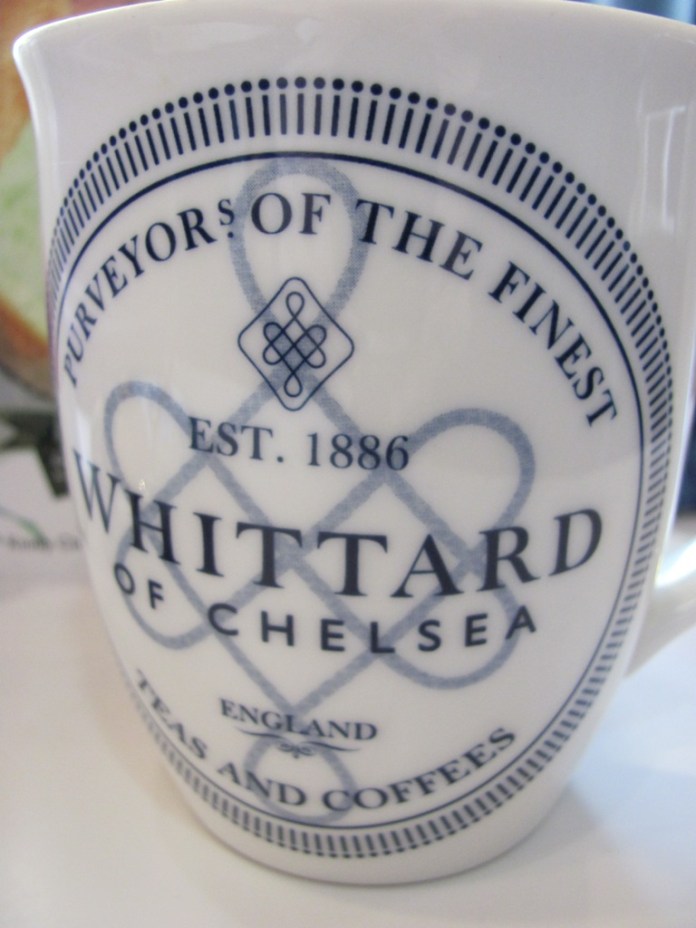 PURVEYORS OF THE FINEST
EST. 1886
WHITTARD
OF CHELSEA
ENGLAND
TEAS AND COFFEES